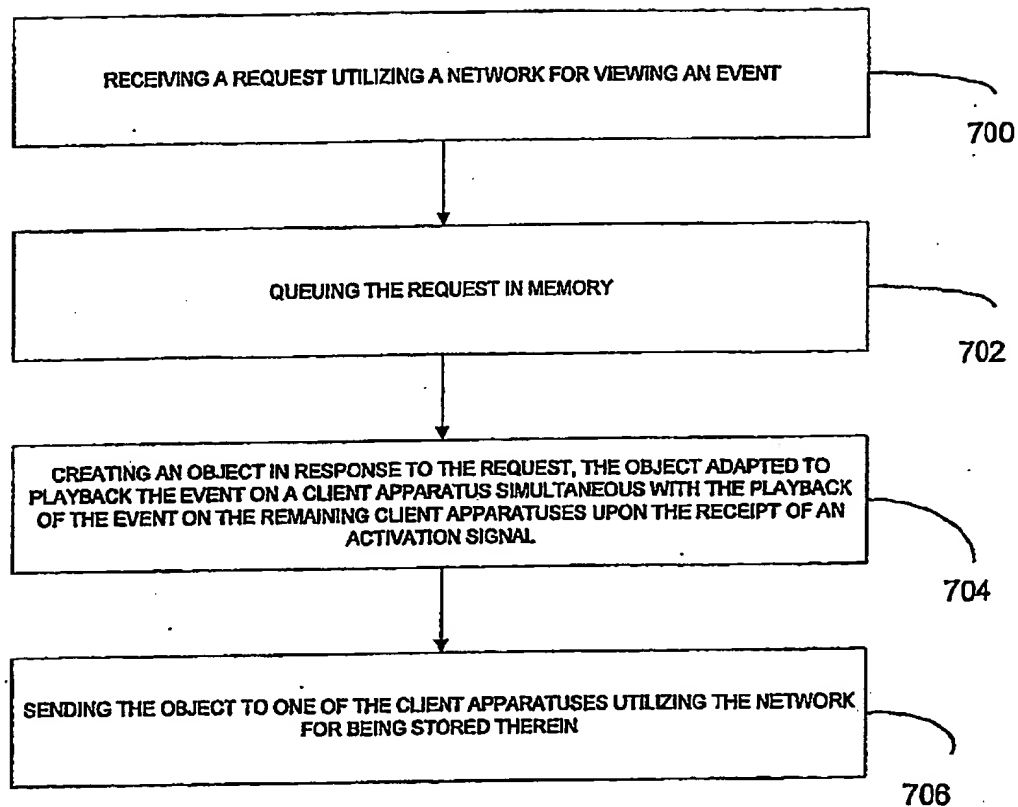 RECEIVING A REQUEST UTILIZING A NETWORK FOR VIEWING AN EVENT
700
QUEUING THE REQUEST IN MEMORY
702
CREATING AN OBJECT IN RESPONSE TO THE REQUEST, THE OBJECT ADAPTED TO
PLAYBACK THE EVENT ON A CLIENT APPARATUS SIMULTANEOUS WITH THE PLAYBACK
OF THE EVENT ON THE REMAINING CLIENT APPARATUSES UPON THE RECEIPT OF AN
ACTIVATION SIGNAL
704
SENDING THE OBJECT TO ONE OF THE CLIENT APPARATUSES UTILIZING THE NETWORK
FOR BEING STORED THEREIN
706